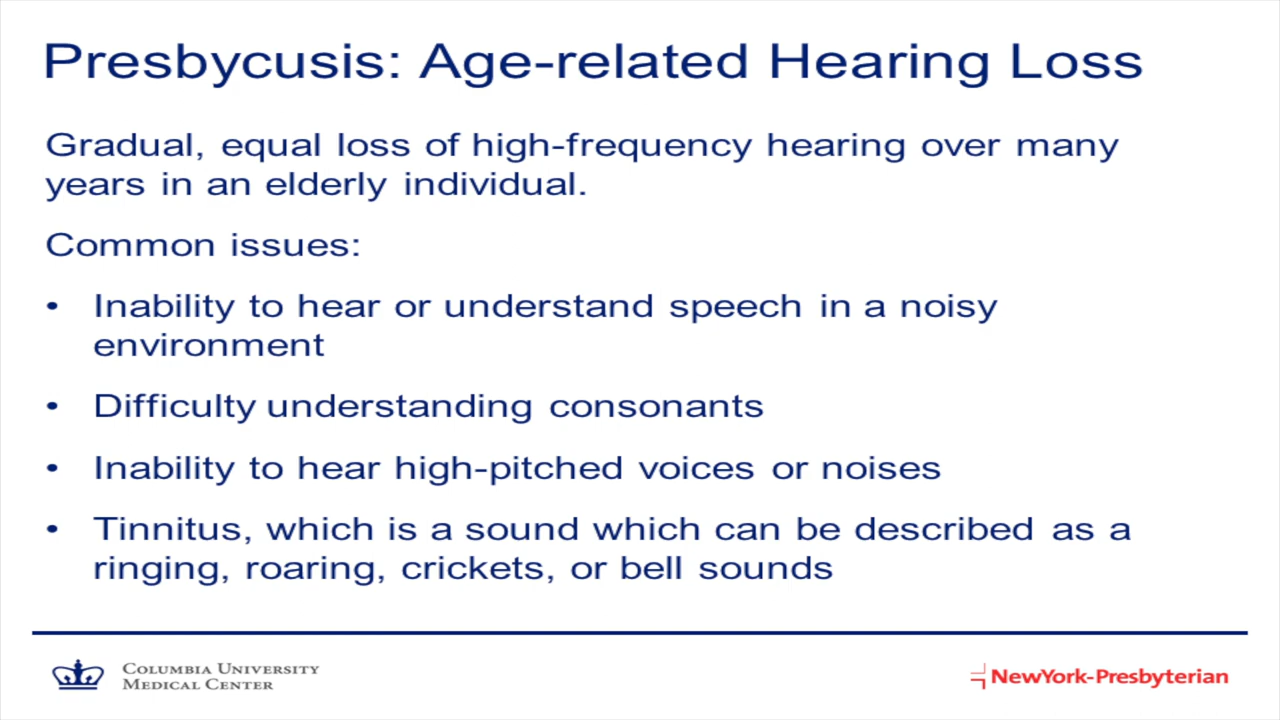 Presbycusis: Age-related Hearing Loss
Gradual, equal loss of high-frequency hearing over many
years in an elderly individual.
Common issues:
• Inability to hear or understand speech in a noisy
environment
• Difficulty understanding consonants
• Inability to hear high-pitched voices or noises
• Tinnitus, which is a sound which can be described as a
ringing, roaring, crickets, or bell sounds
COLUMBIA UNIVERSITY
MEDICAL CENTER
NewYork-Presbyterian